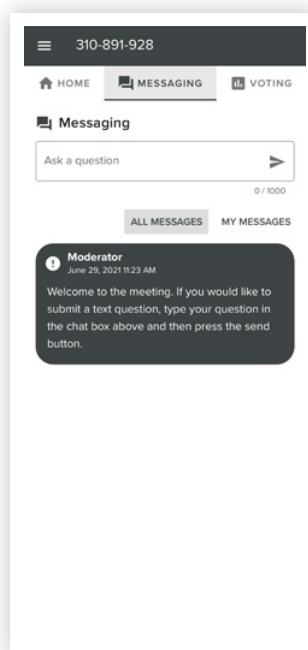 310-891-928
HOME MESSAGING VOTING
Messaging
Ask a question
0 / 1000
ALL MESSAGES MY MESSAGES
Moderator
June 29, 2021 11:23 AM
Welcome to the meeting. If you would like to
submit a text question, type your question in
the chat box above and then press the send
button.